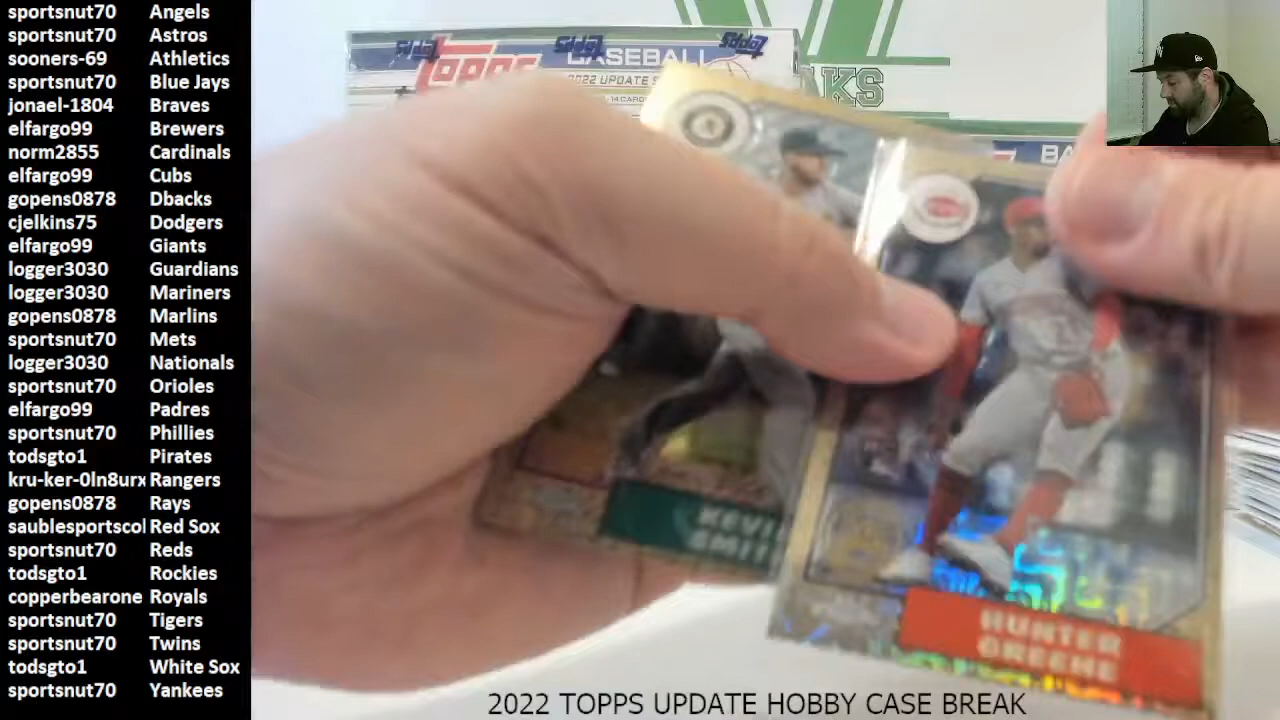 sportsnut70 Angels
sportsnut70 Astros
sooners-69 Athletics
sportsnut70 Blue Jays
jonael-1804 Braves
elfargo99 Brewers
norm2855 Cardinals
elfargo99 Cubs
gopens0878 Dbacks
cjelkins75 Dodgers
elfargo99 Giants
logger3030 Guardians
logger3030 Mariners
gopens0878 Marlins
sportsnut70 Mets
logger3030 Nationals
sportsnut70 Orioles
elfargo99 Padres
sportsnut70 Phillies
todsgto1 Pirates
kru-ker-0ln8urx Rangers
gopens0878 Rays
saublesportscol Red Sox
sportsnut70 Reds
todsgto1 Rockies
copperbearone Royals
sportsnut70 Tigers
sportsnut70 Twins
todsgto1 White Sox
sportsnut70 Yankees
Topps BASEBALL
2022 UPDATE
AKS
BA
KEVI
SMIT
HUNTER
GREENE
2022 TOPPS UPDATE HOBBY CASE BREAK